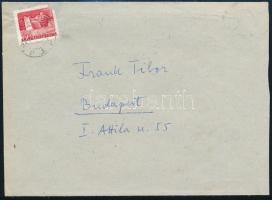 Frank Tibor
Budapest
I. Attila u. 55